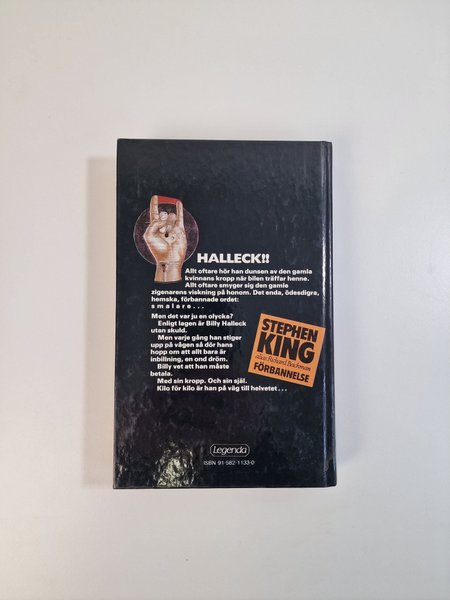 HALLECK!!
Allt oftare hör han dunsen av den gamla
kvinnans kropp när bilen träffar henne.
Allt oftare smyger sig den gamle
zigenarens viskning på honom. Det enda, ödesdigra,
hemska, förbannade ordet:
s m a l a r e . . .
Men det var ju en olycka?
Enligt lagen är Billy Halleck
utan skuld.
Men varje gång han stiger
upp på vågen så dör hans
hopp om att allt bara är
inbillning, en ond dröm.
Billy vet att han måste
betala.
Med sin kropp. Och sin själ.
Kilo för kilo är han på väg till helvetet . . .
STEPHEN
KING
alias Richard Bachman
FÖRBANNELSE
Legenda
ISBN 91-582-1133-0